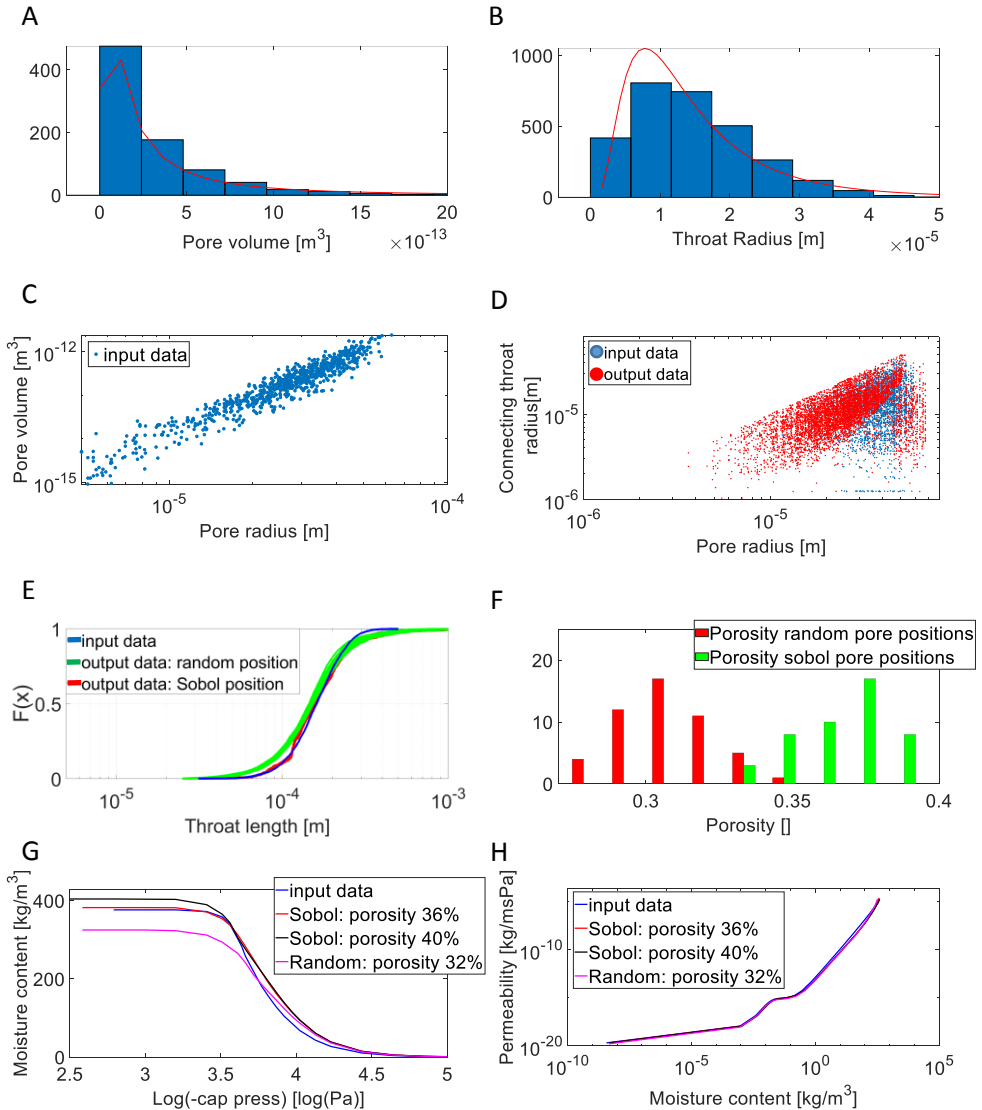 A
400
200
0
0
5
10
15
20
Pore volume [m3]
×10-13
B
1000
500
0
0
1
2
3
4
5
Throat Radius [m]
×10-5
C
Pore volume [m3]
10-12
10-15
input data
10-5
10-4
Pore radius [m]
D
Connecting throat
radius[m]
10-5
10-6
input data
output data
10-6
10-5
Pore radius [m]
E
F(x)
1
0.5
0
input data
output data: random position
output data: Sobol position
10-5
10-4
10-3
Throat length [m]
F
20
10
0
Porosity random pore positions
Porosity sobol pore positions
0.3
0.35
0.4
Porosity []
G
Moisture content [kg/m3]
400
200
0
input data
Sobol: porosity 36%
Sobol: porosity 40%
Random: porosity 32%
2.5
3
3.5
4
4.5
5
Log(-cap press) [log(Pa)]
H
Permeability [kg/msPa]
10-10
10-20
input data
Sobol: porosity 36%
Sobol: porosity 40%
Random: porosity 32%
10-10
10-5
100
105
Moisture content [kg/m3]